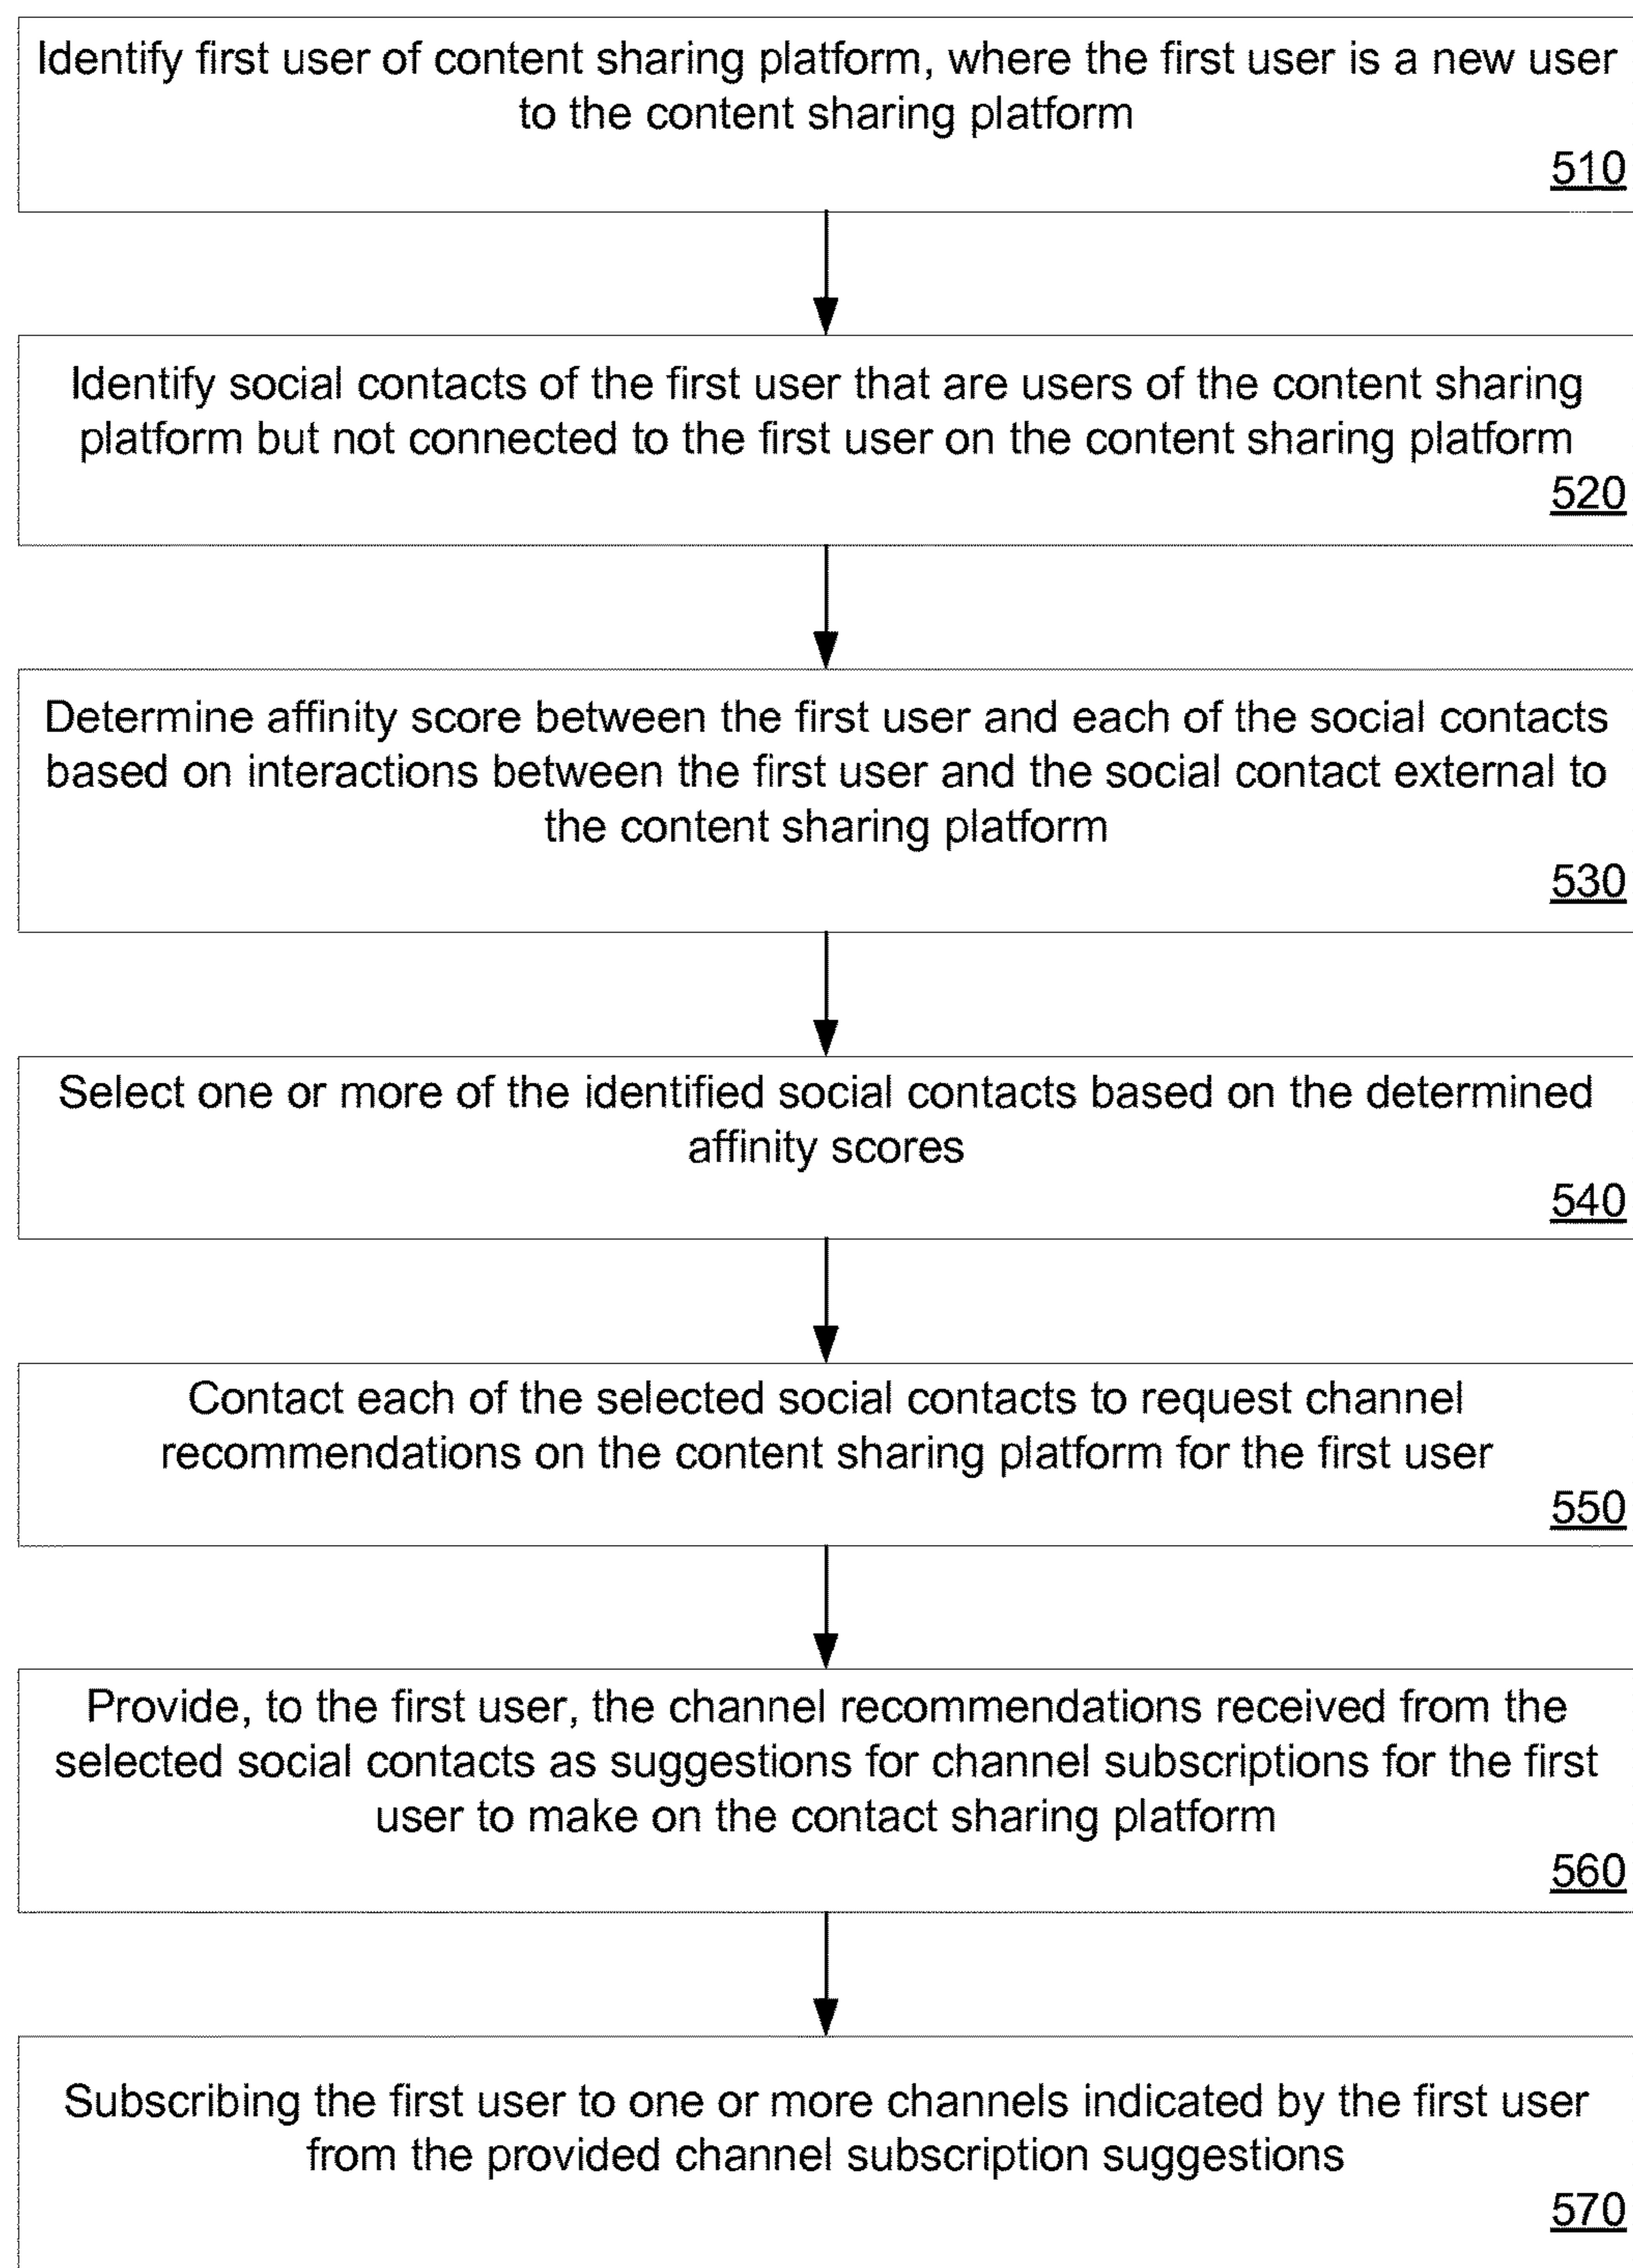 Identify first user of content sharing platform, where the first user is a new user
to the content sharing platform
510
Identify social contacts of the first user that are users of the content sharing
platform but not connected to the first user on the content sharing platform
520
Determine affinity score between the first user and each of the social contacts
based on interactions between the first user and the social contact external to
the content sharing platform
530
Select one or more of the identified social contacts based on the determined
affinity scores
540
Contact each of the selected social contacts to request channel
recommendations on the content sharing platform for the first user
550
Provide, to the first user, the channel recommendations received from the
selected social contacts as suggestions for channel subscriptions for the first
user to make on the contact sharing platform
560
Subscribing the first user to one or more channels indicated by the first user
from the provided channel subscription suggestions
570